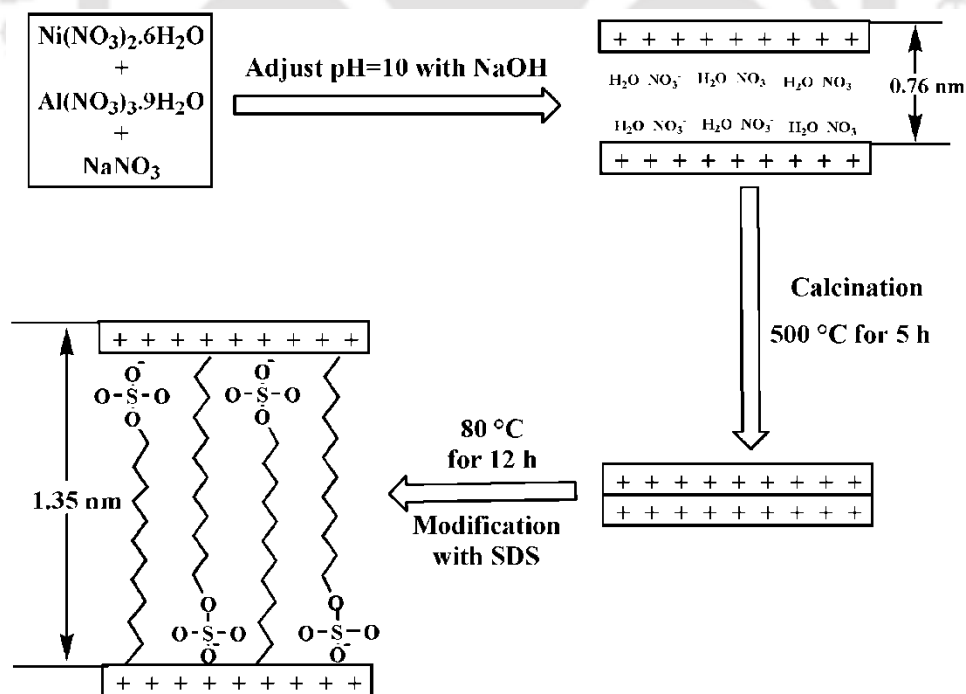 Ni(NO₃)₂.6H₂O
+
Al(NO₃)₃.9H₂O
+
NaNO₃
Adjust pH=10 with NaOH
+ + + + + + + + +
H₂O NO₃⁻ H₂O NO₃ H₂O NO₃
H₂O NO₃⁻ H₂O NO₃⁻ H₂O NO₃
+ + + + + + + + +
0.76 nm
Calcination
500 °C for 5 h
+ + + + + + + + +
+ + + + + + + + +
80 °C
for 12 h
Modification
with SDS
+ + + + + + + + +
O⁻ O⁻
O-S-O O-S-O
O O
1.35 nm
O O
O-S-O O-S-O
O⁻ O⁻
+ + + + + + + + +